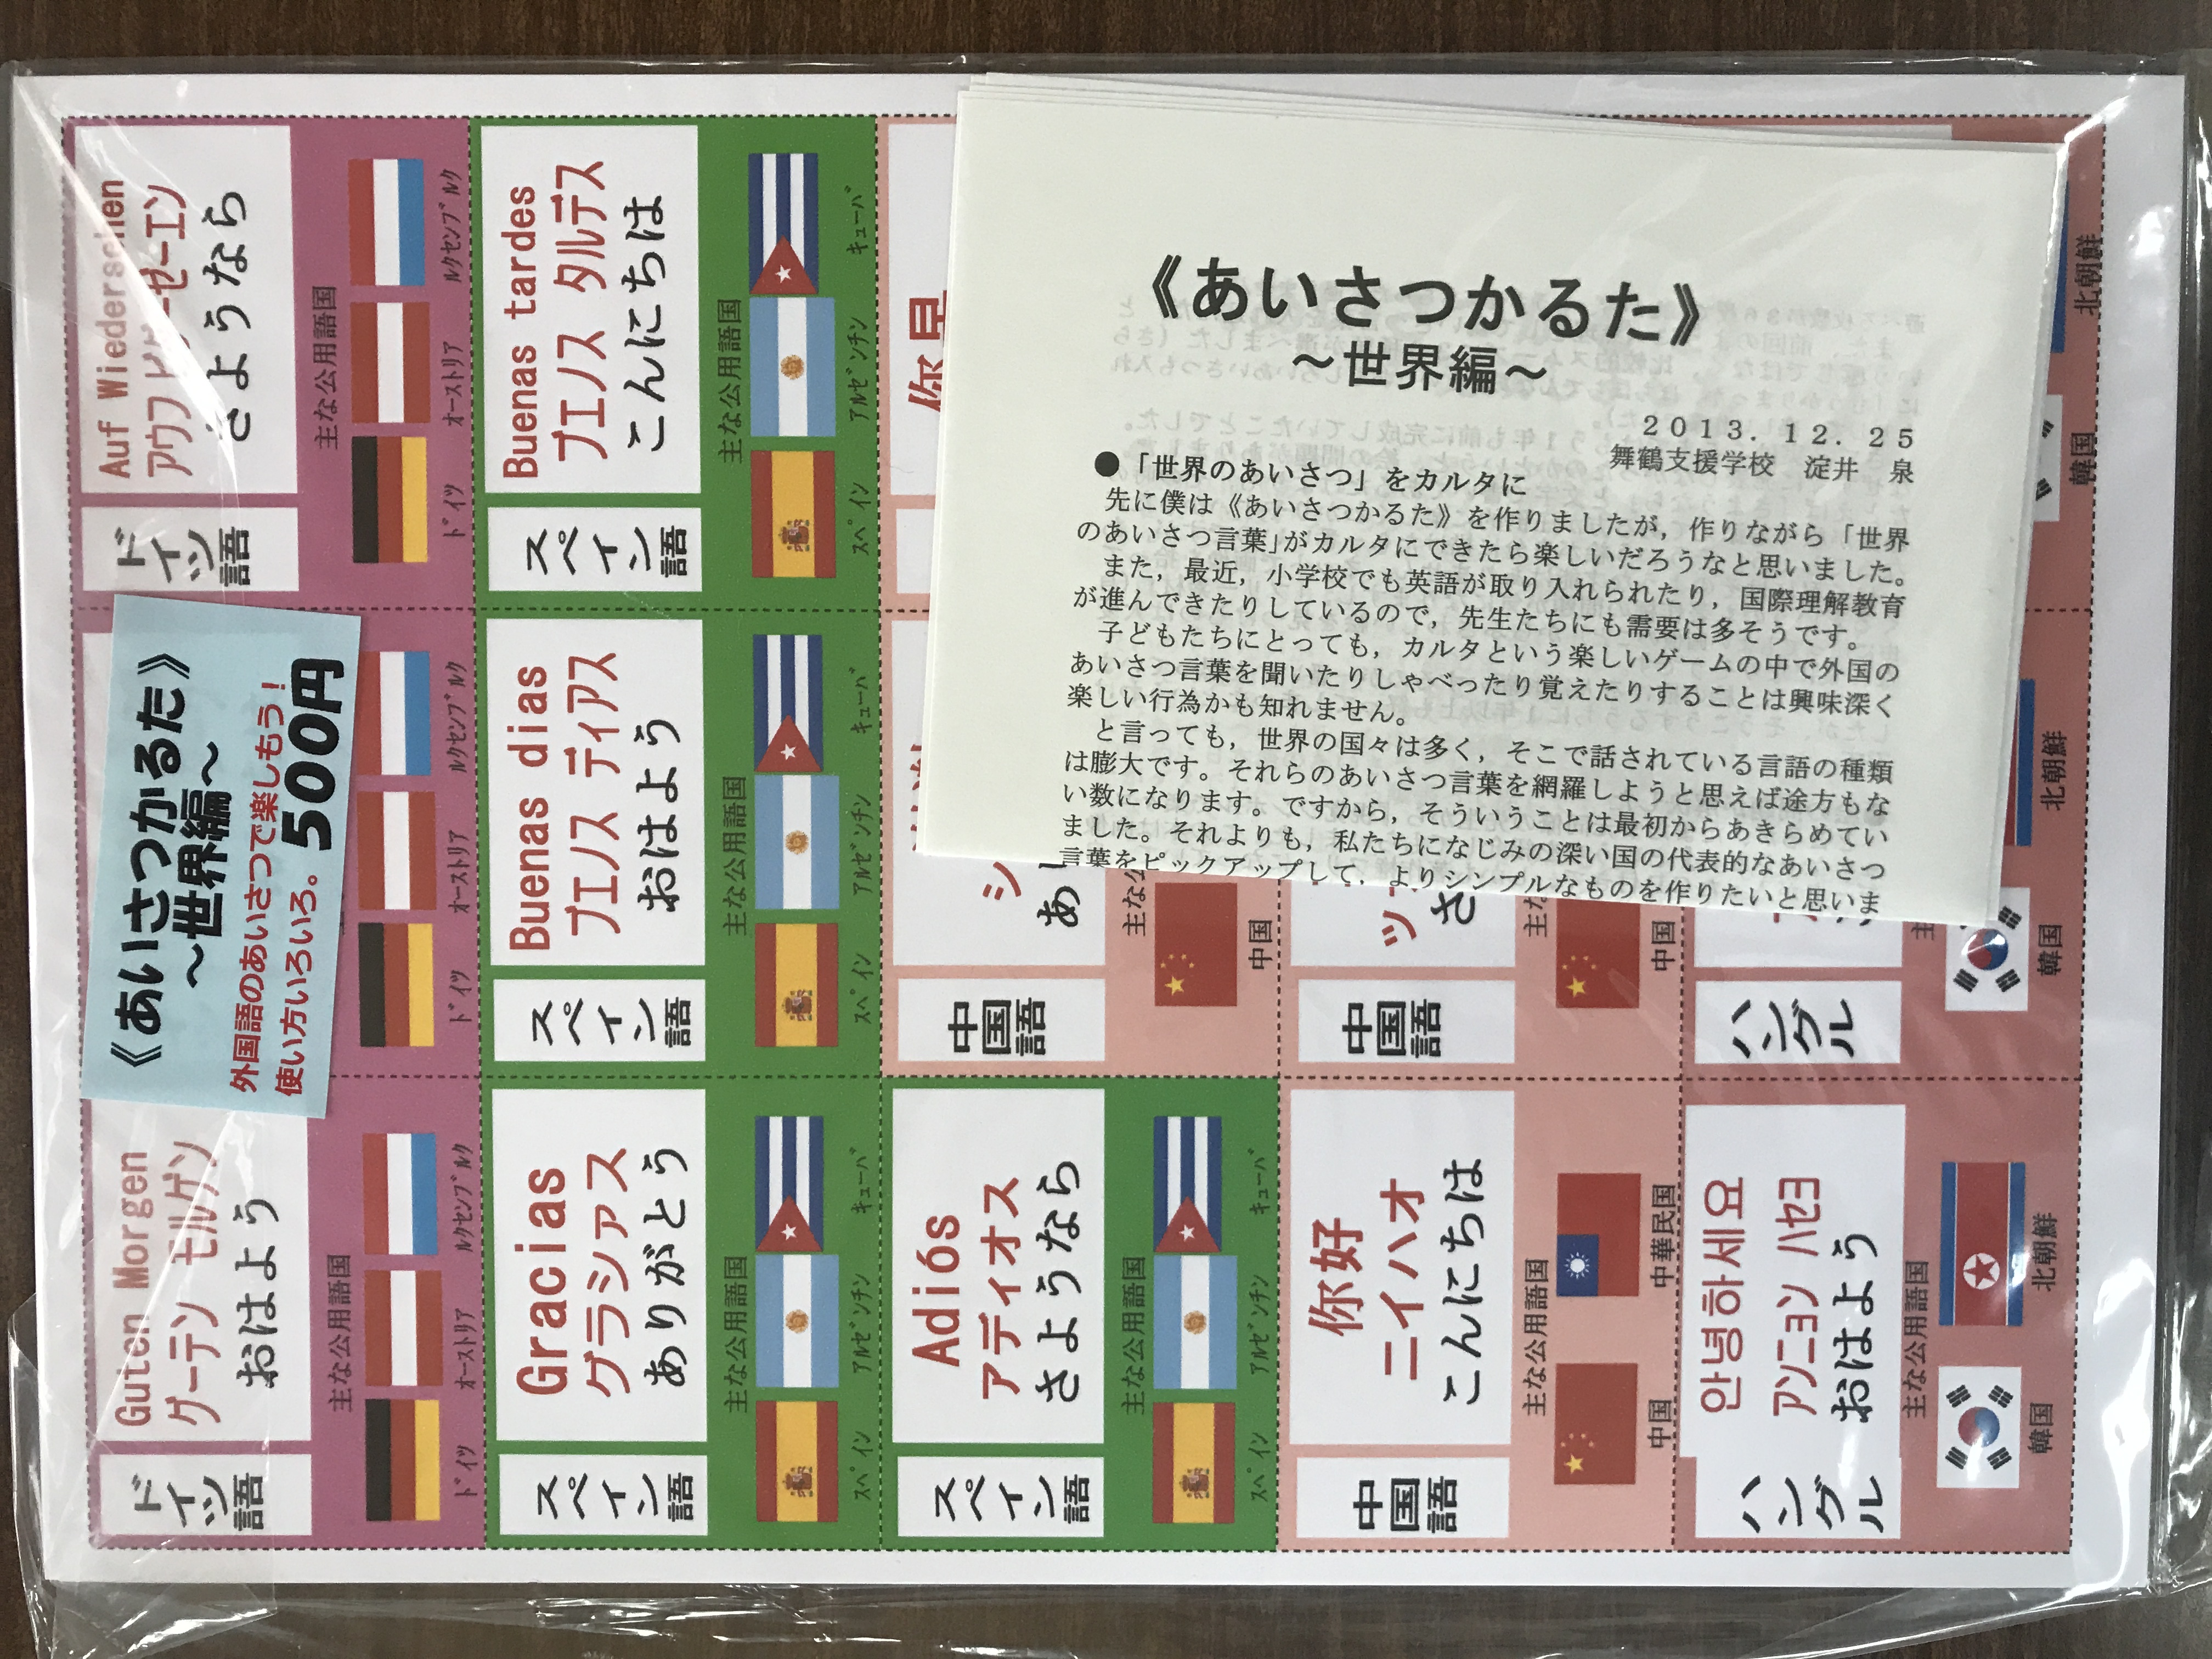 《あいさつかるた》
～世界編～
2013.12.25
舞鶴支援学校 淀井 泉
●「世界のあいさつ」をカルタに
先に僕は《あいさつかるた》を作りましたが，作りながら「世界
のあいさつ言葉」がカルタにできたら楽しいだろうなと思いました。
また，最近，小学校でも英語が取り入れられたり，国際理解教育
が進んできたりしているので，先生たちにも需要は多そうです。
子どもたちにとっても，カルタという楽しいゲームの中で外国の
あいさつ言葉を聞いたりしゃべったり覚えたりすることは興味深く
楽しい行為かも知れません。
と言っても，世界の国々は多く，そこで話されている言語の種類
は膨大です。それらのあいさつ言葉を網羅しようと思えば途方もな
い数になります。ですから，そういうことは最初からあきらめてい
ました。それよりも，私たちになじみの深い国の代表的なあいさつ
言葉をピックアップして，よりシンプルなものを作りたいと思いま
《あいさつかるた》
～世界編～
外国語のあいさつで楽しもう！
使い方いろいろ。 500円
ドイツ語
Guten Morgen
グーテン モルゲン
おはよう
主な公用語国
ドイツ オーストリア ルクセンブルク
ドイツ オーストリア ルクセンブルク
ドイツ語
Auf Wiedersehen
さようなら
主な公用語国
ドイツ オーストリア ルクセンブルク
スペイン語
Gracias
グラシァス
ありがとう
主な公用語国
スペイン アルゼンチン キューバ
スペイン語
Buenas dias
ブエノス ディアス
おはよう
主な公用語国
スペイン アルゼンチン キューバ
スペイン語
Buenas tardes
ブエノス タルデス
こんにちは
主な公用語国
スペイン アルゼンチン キューバ
スペイン語
Adiós
アディオス
さようなら
主な公用語国
スペイン アルゼンチン キューバ
中国語
シ
あ
主な
中国
中国語
你好
ニイハオ
こんにちは
主な公用語国
中国 中華民国
中国語
ツ
さ
中国
ハングル
안녕하세요
アンニョン ハセヨ
おはよう
主な公用語国
韓国 北朝鮮
ハングル
韓国 北朝鮮
韓国 北朝鮮